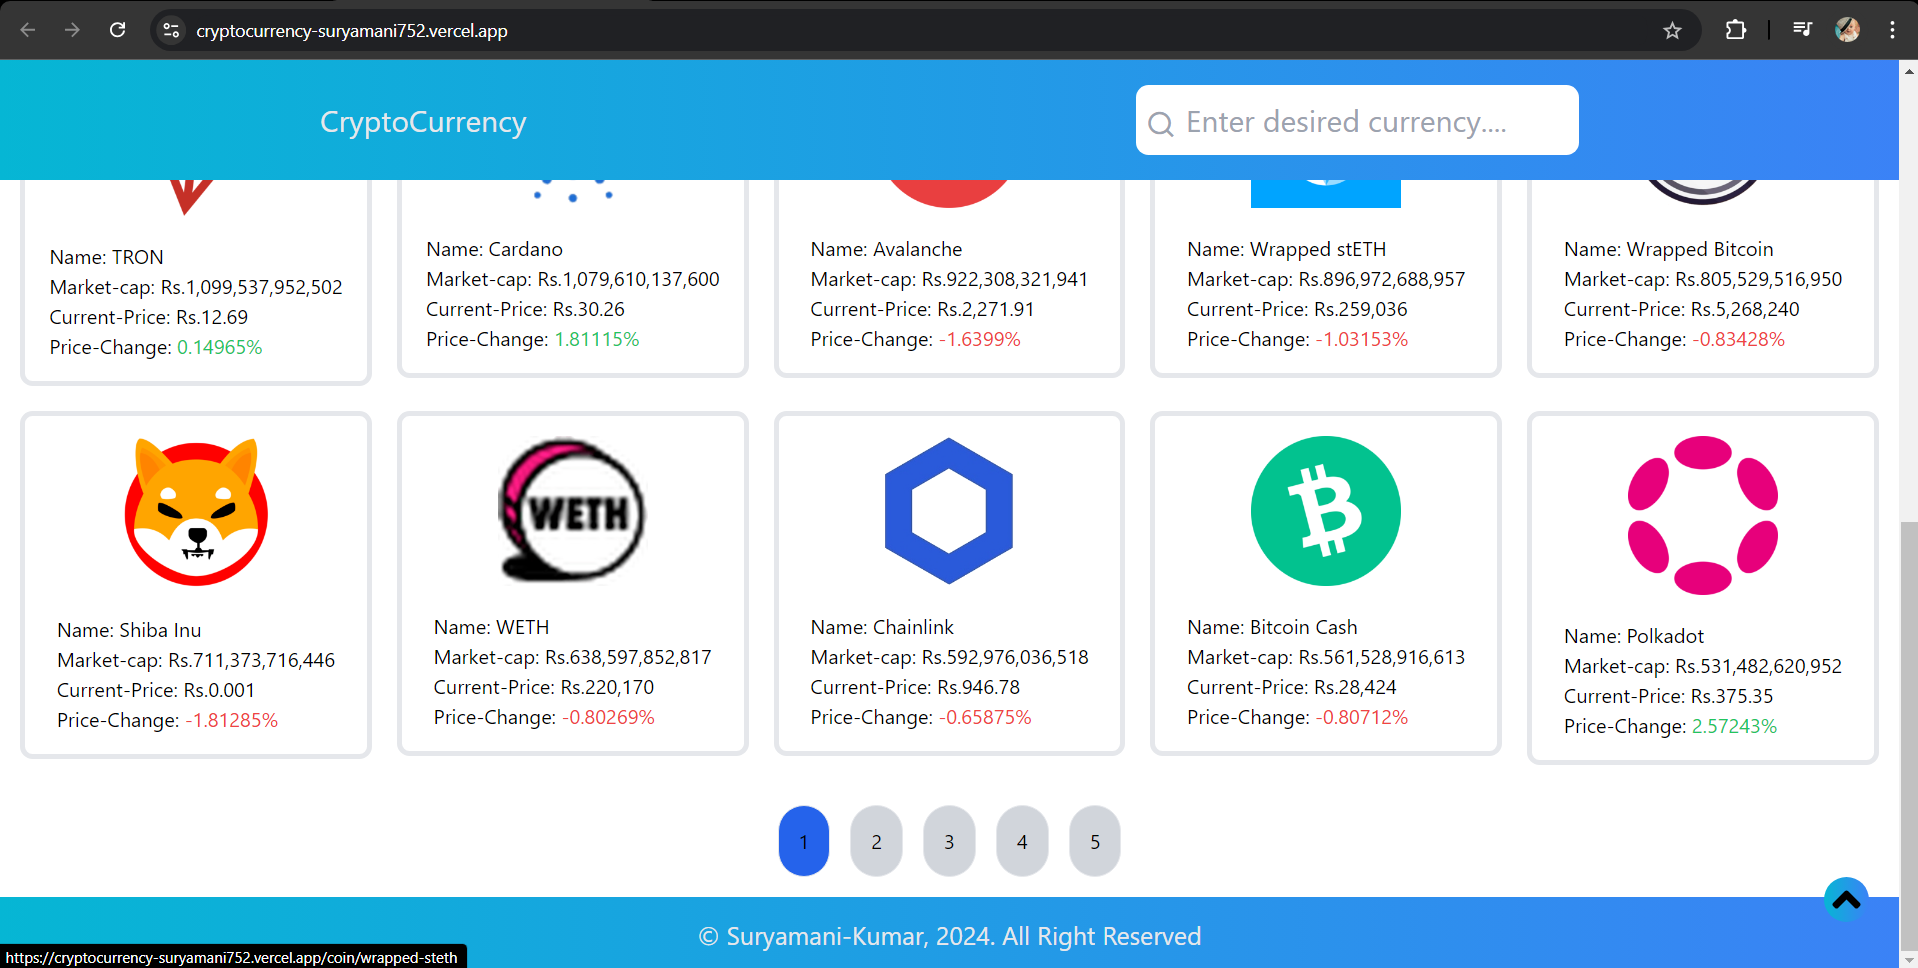 cryptocurrency-suryamani752.vercel.app
CryptoCurrency
Enter desired currency....
Name: TRON
Market-cap: Rs.1,099,537,952,502
Current-Price: Rs.12.69
Price-Change: 0.14965%
Name: Cardano
Market-cap: Rs.1,079,610,137,600
Current-Price: Rs.30.26
Price-Change: 1.81115%
Name: Avalanche
Market-cap: Rs.922,308,321,941
Current-Price: Rs.2,271.91
Price-Change: -1.6399%
Name: Wrapped stETH
Market-cap: Rs.896,972,688,957
Current-Price: Rs.259,036
Price-Change: -1.03153%
Name: Wrapped Bitcoin
Market-cap: Rs.805,529,516,950
Current-Price: Rs.5,268,240
Price-Change: -0.83428%
Name: Shiba Inu
Market-cap: Rs.711,373,716,446
Current-Price: Rs.0.001
Price-Change: -1.81285%
WETH
Name: WETH
Market-cap: Rs.638,597,852,817
Current-Price: Rs.220,170
Price-Change: -0.80269%
Name: Chainlink
Market-cap: Rs.592,976,036,518
Current-Price: Rs.946.78
Price-Change: -0.65875%
Name: Bitcoin Cash
Market-cap: Rs.561,528,916,613
Current-Price: Rs.28,424
Price-Change: -0.80712%
Name: Polkadot
Market-cap: Rs.531,482,620,952
Current-Price: Rs.375.35
Price-Change: 2.57243%
1 2 3 4 5
© Suryamani-Kumar, 2024. All Right Reserved
https://cryptocurrency-suryamani752.vercel.app/coin/wrapped-steth